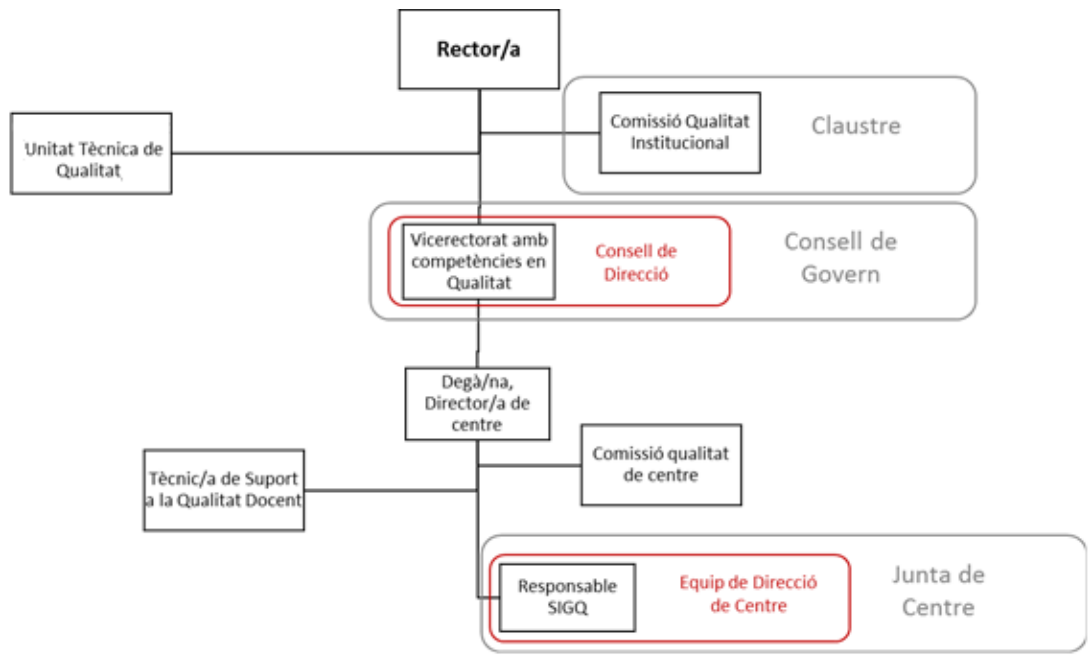 Rector/a
Comissió Qualitat
Institucional
Claustre
Unitat Tècnica de
Qualitat
Vicerectorat amb
competències en
Qualitat
Consell de
Direcció
Consell de
Govern
Degà/na,
Director/a de
centre
Comissió qualitat
de centre
Tècnic/a de Suport
a la Qualitat Docent
Responsable
SIGQ
Equip de Direcció
de Centre
Junta de
Centre